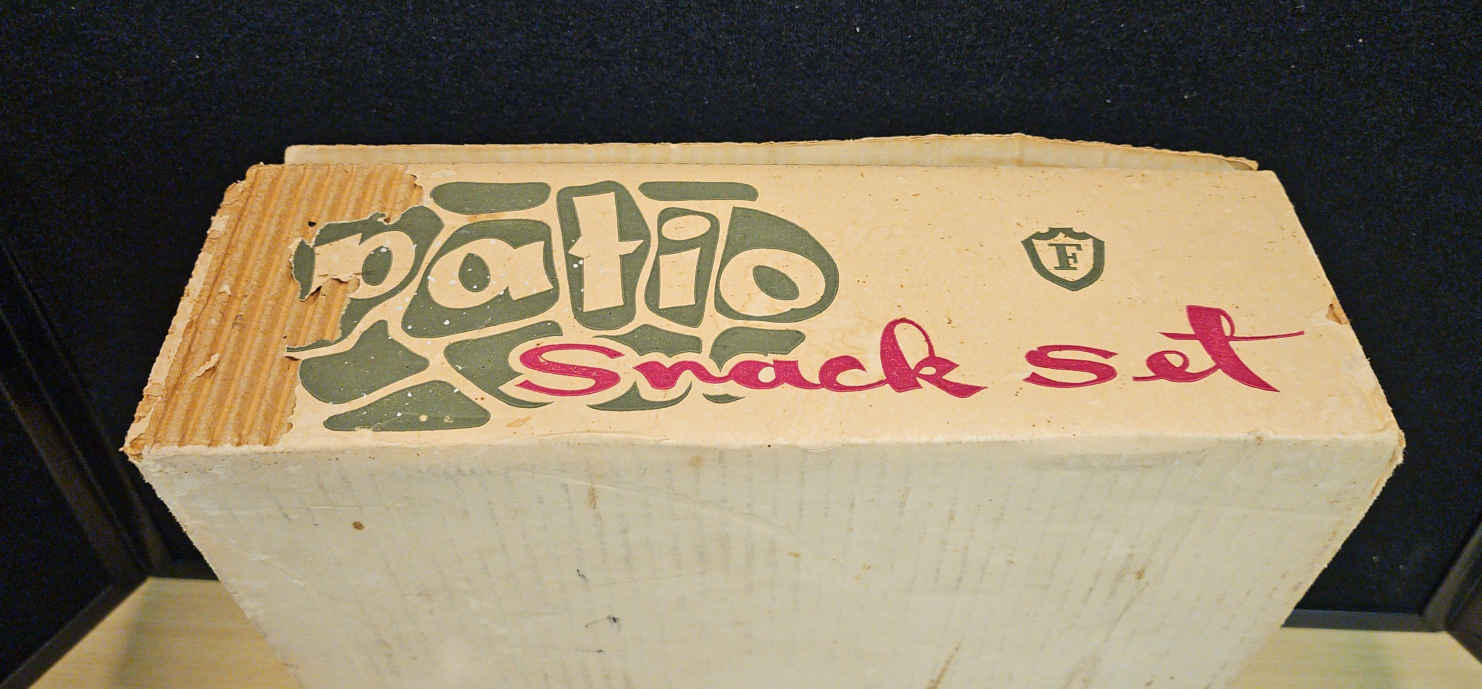 patio
F
Snack set